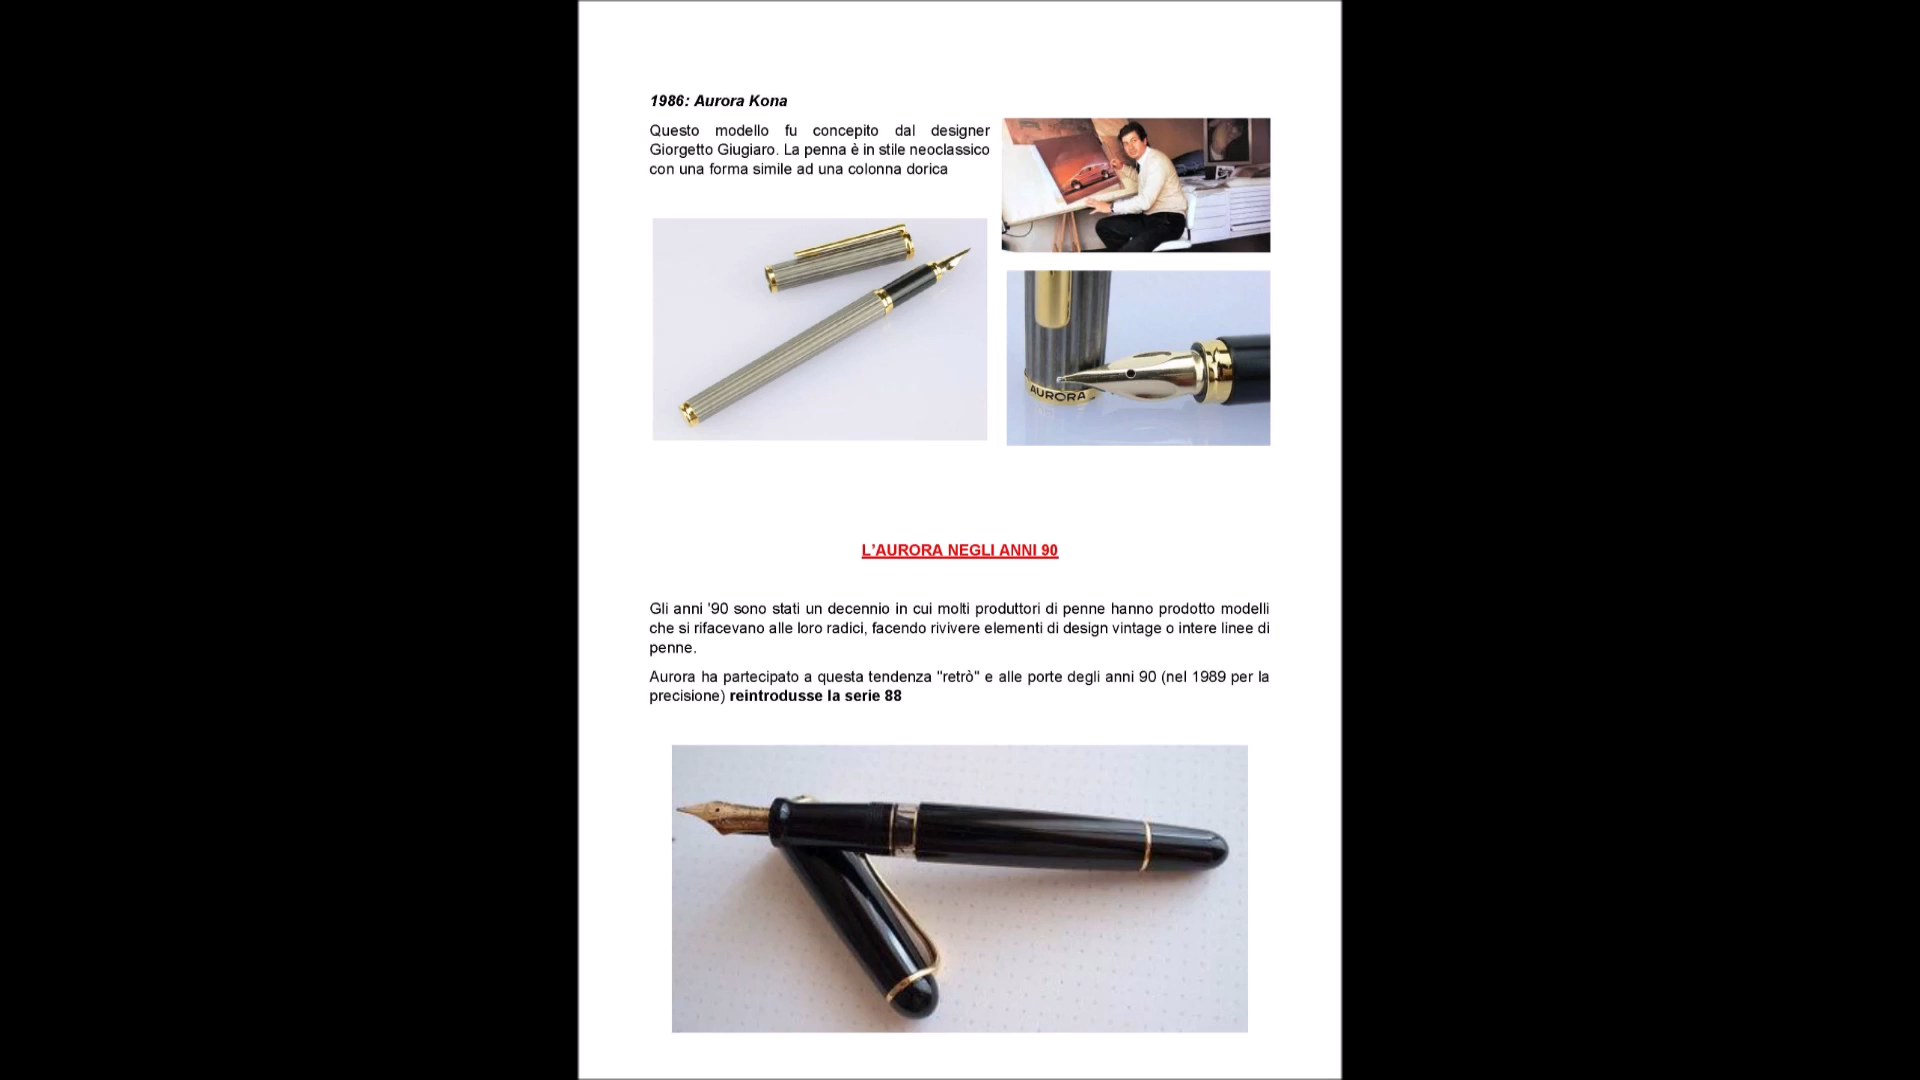 1986: Aurora Kona
Questo modello fu concepito dal designer
Giorgetto Giugiaro. La penna è in stile neoclassico
con una forma simile ad una colonna dorica
AURORA
L'AURORA NEGLI ANNI 90
Gli anni '90 sono stati un decennio in cui molti produttori di penne hanno prodotto modelli
che si rifacevano alle loro radici, facendo rivivere elementi di design vintage o intere linee di
penne.
Aurora ha partecipato a questa tendenza "retrò" e alle porte degli anni 90 (nel 1989 per la
precisione) reintrodusse la serie 88